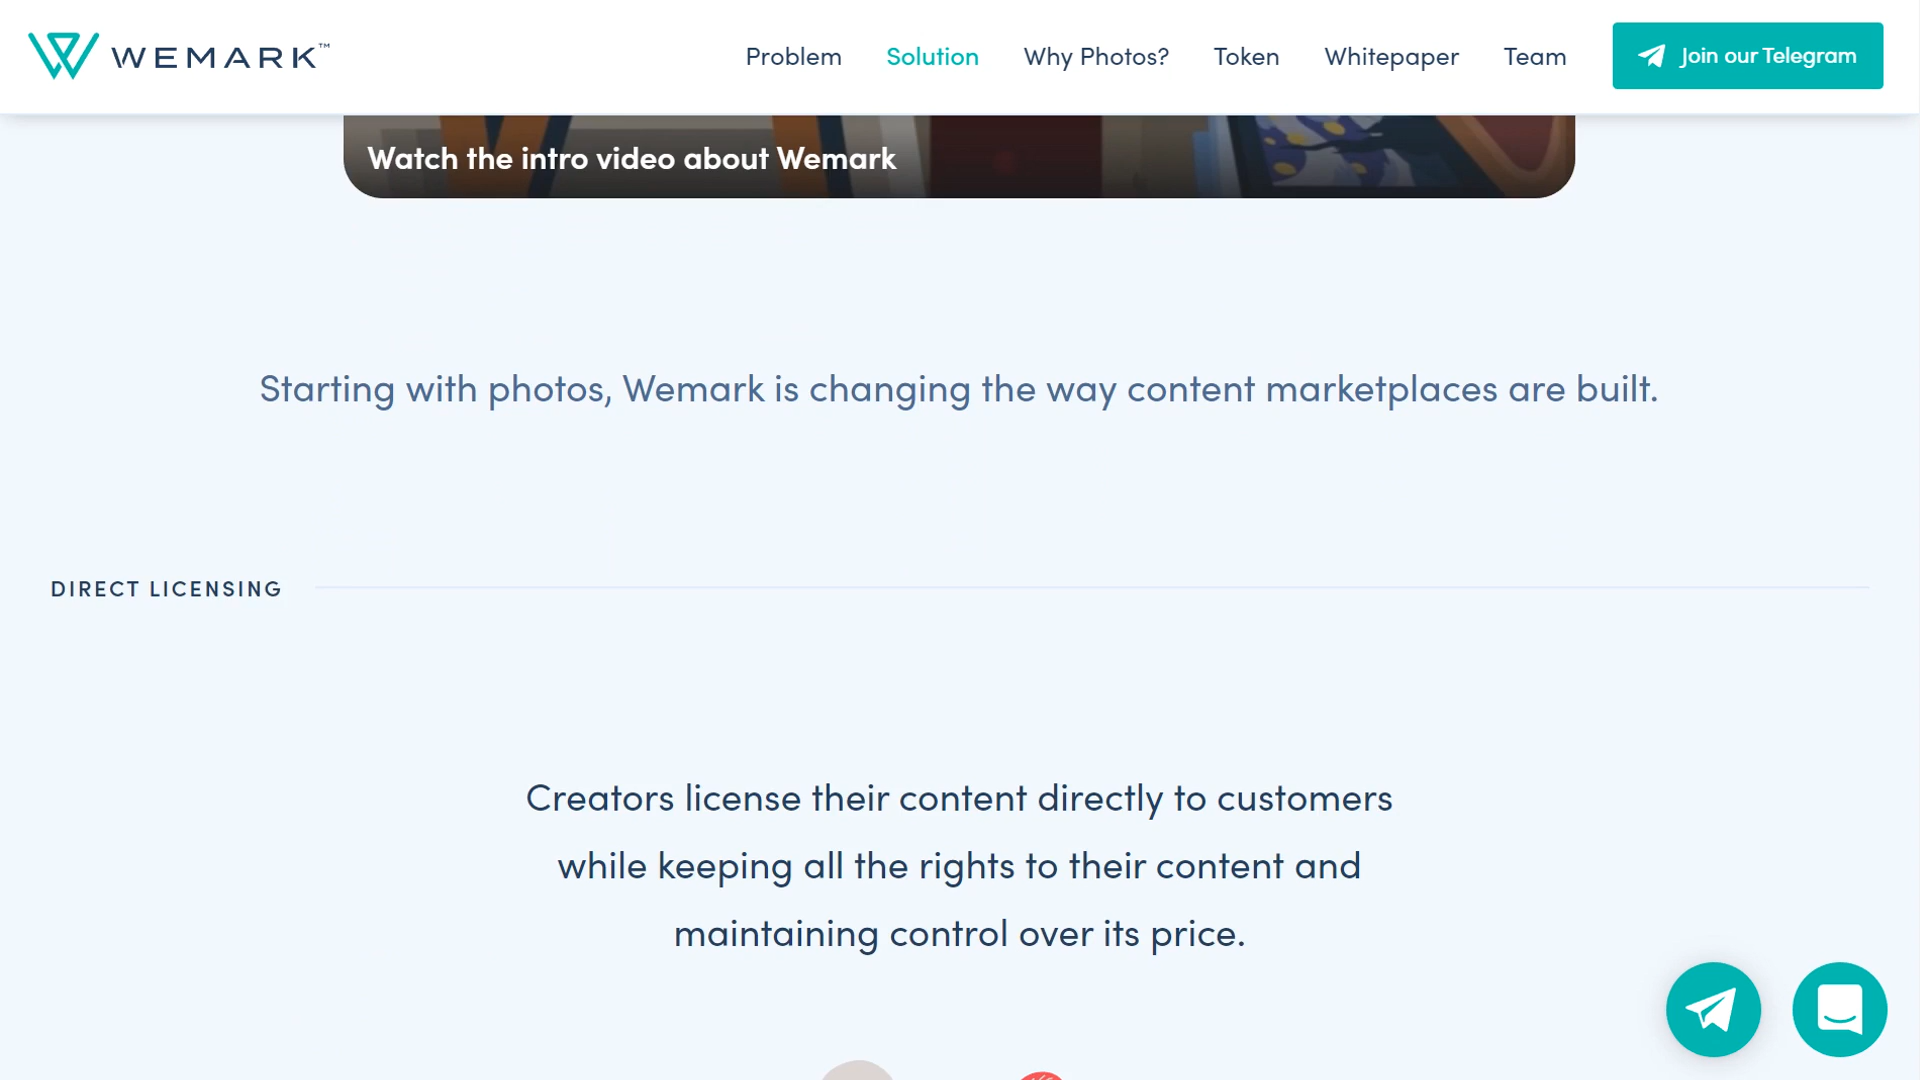 WEMARK™
Problem
Solution
Why Photos?
Token
Whitepaper
Team
Join our Telegram
Watch the intro video about Wemark
Starting with photos, Wemark is changing the way content marketplaces are built.
DIRECT LICENSING
Creators license their content directly to customers
while keeping all the rights to their content and
maintaining control over its price.